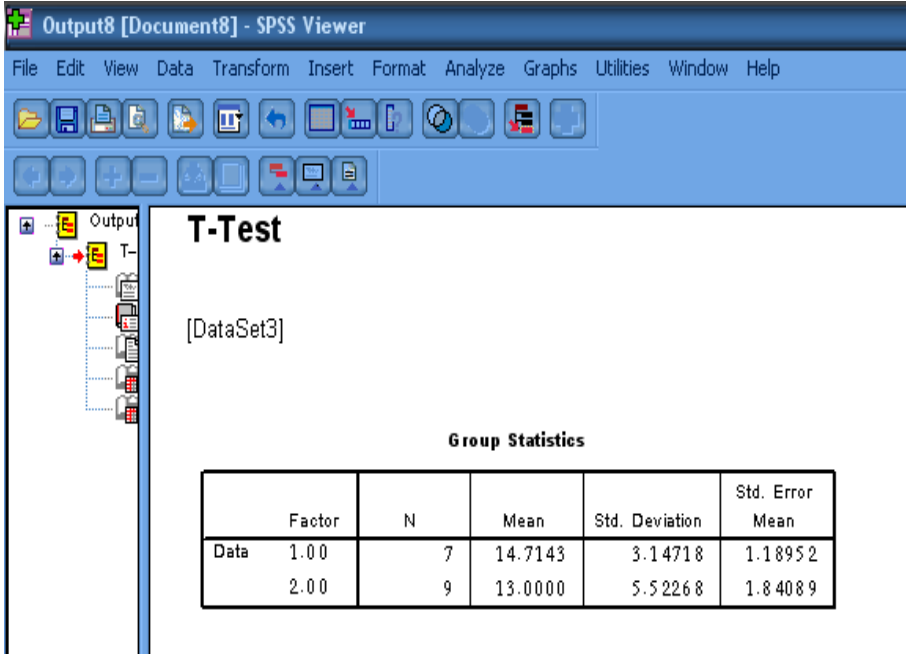 Output8 [Document8] - SPSS Viewer
File Edit View Data Transform Insert Format Analyze Graphs Utilities Window Help
Output
T-
T-Test
[DataSet3]
Group Statistics
Factor N Mean Std. Deviation Std. Error Mean
Data 1.00 7 14.7143 3.14718 1.18952
2.00 9 13.0000 5.52268 1.84089